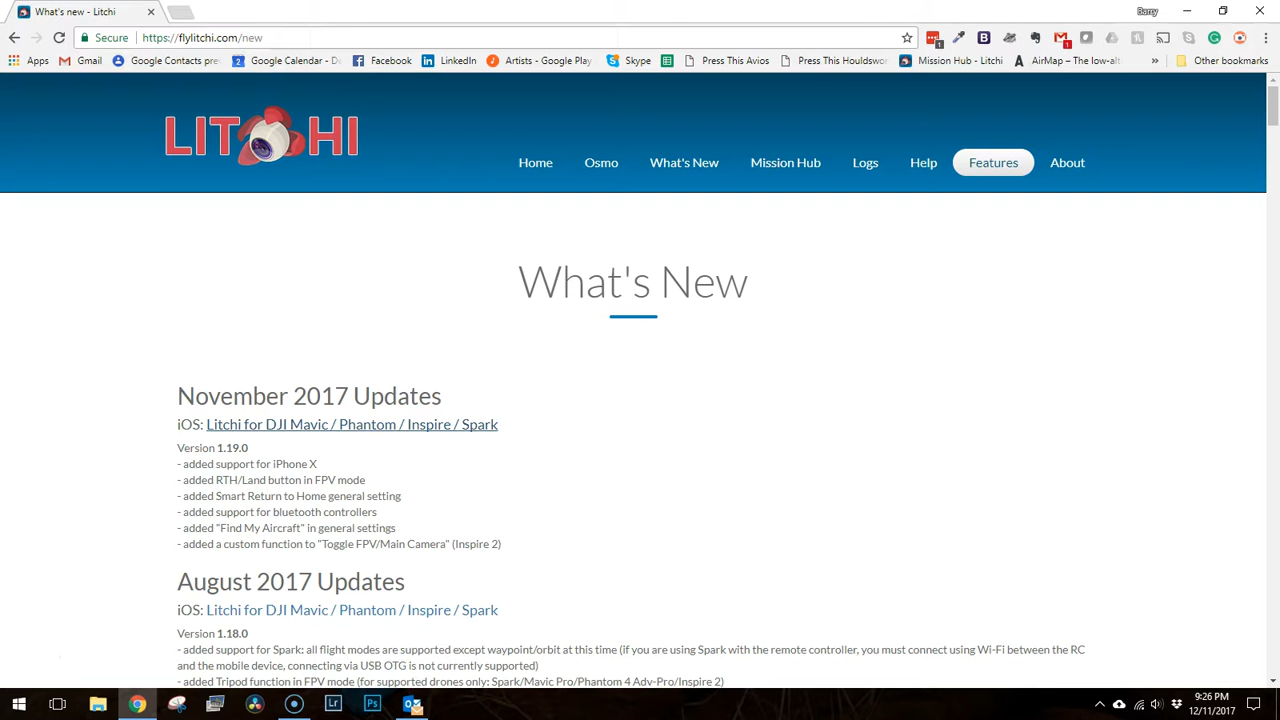 What's new - Litchi
Barry
Secure
https://flylitchi.com/new
Apps
Gmail
Google Contacts pre
Google Calendar - De
Facebook
LinkedIn
Artists - Google Play
Skype
Press This Avios
Press This Houldswor
Mission Hub - Litchi
AirMap – The low-alt
Other bookmarks
LITCHI
Home
Osmo
What's New
Mission Hub
Logs
Help
Features
About
What's New
November 2017 Updates
iOS: Litchi for DJI Mavic / Phantom / Inspire / Spark
Version 1.19.0
- added support for iPhone X
- added RTH/Land button in FPV mode
- added Smart Return to Home general setting
- added support for bluetooth controllers
- added "Find My Aircraft" in general settings
- added a custom function to "Toggle FPV/Main Camera" (Inspire 2)
August 2017 Updates
iOS: Litchi for DJI Mavic / Phantom / Inspire / Spark
Version 1.18.0
- added support for Spark: all flight modes are supported except waypoint/orbit at this time (if you are using Spark with the remote controller, you must connect using Wi-Fi between the RC
and the mobile device, connecting via USB OTG is not currently supported)
- added Tripod function in FPV mode (for supported drones only: Spark/Mavic Pro/Phantom 4 Adv-Pro/Inspire 2)
Lr
Ps
9:26 PM
12/11/2017